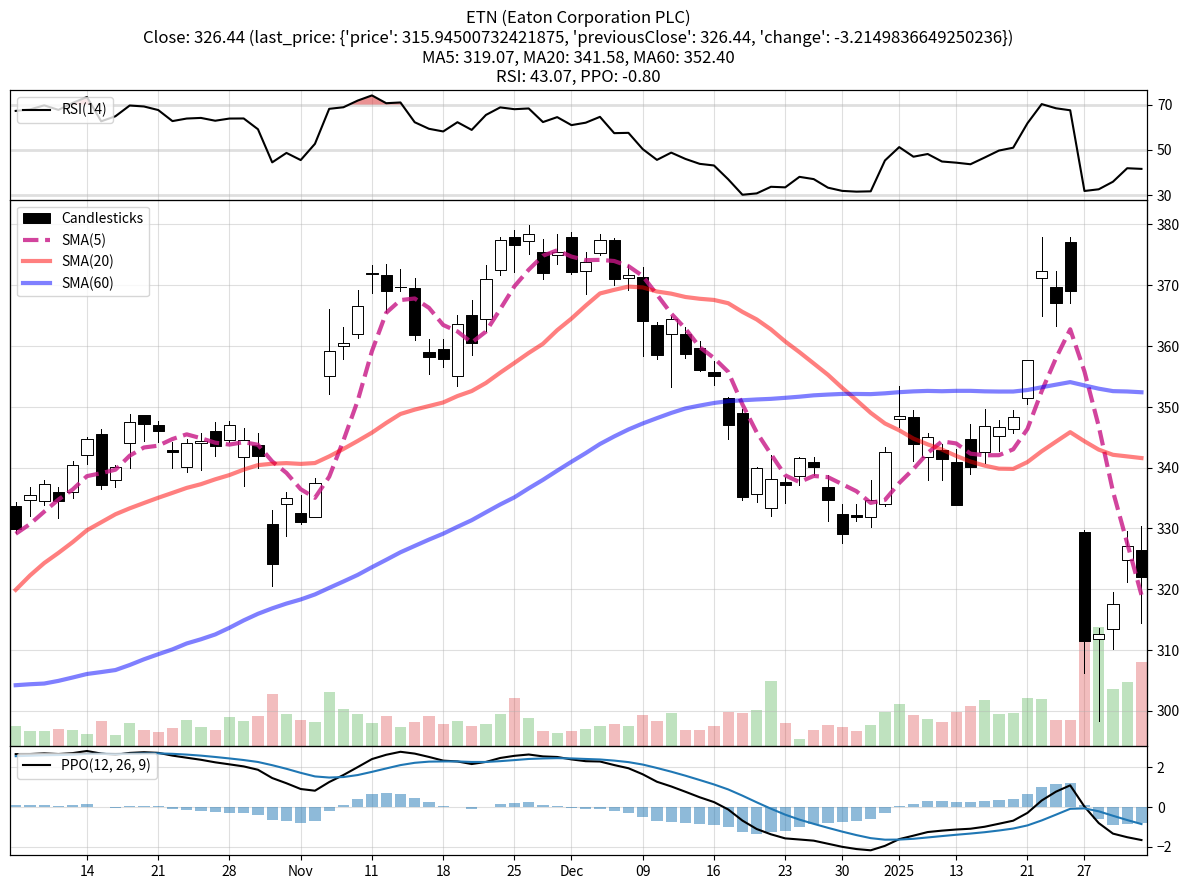 ETN (Eaton Corporation PLC)
Close: 326.44 (last_price: {'price': 315.94500732421875, 'previousClose': 326.44, 'change': -3.2149836649250236})
MA5: 319.07, MA20: 341.58, MA60: 352.40
RSI: 43.07, PPO: -0.80
RSI(14)
70
50
30
Candlesticks
SMA(5)
SMA(20)
SMA(60)
380
370
360
350
340
330
320
310
300
PPO(12, 26, 9)
2
0
−2
14 21 28 Nov 11 18 25 Dec 09 16 23 30 2025 13 21 27